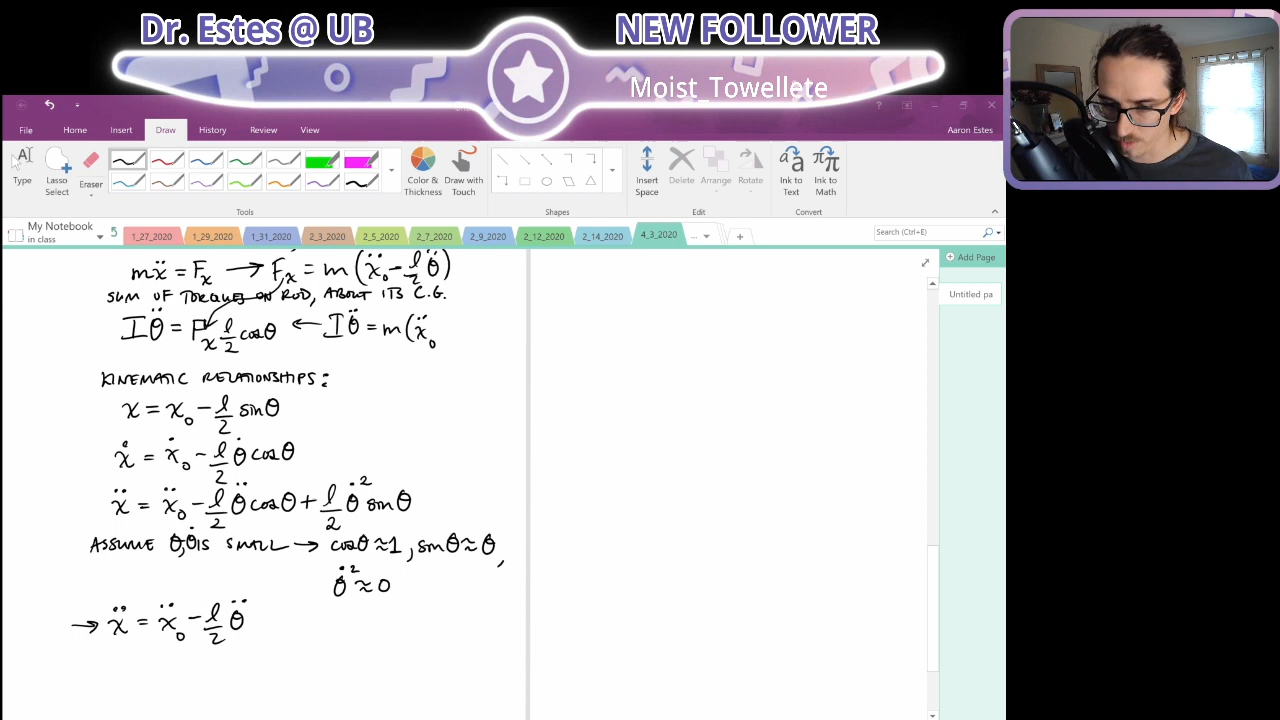 Dr. Estes @ UB
NEW FOLLOWER
Moist_Towellete
File Home Insert Draw History Review View
Aaron Estes
Type
Lasso Select
Eraser
Color & Thickness
Draw with Touch
Insert Space
Delete
Arrange
Rotate
Ink to Text
Ink to Math
Tools
Shapes
Edit
Convert
My Notebook
in class
1_27_2020 1_29_2020 1_31_2020 2_3_2020 2_5_2020 2_7_2020 2_9_2020 2_12_2020 2_14_2020 4_3_2020 ... +
Search (Ctrl+E)
Add Page
Untitled pa
mẍ = Fₓ → Fₓ = m(ẍ₀ - l/2 θ̈)
SUM OF TORQUES ON ROD, ABOUT ITS C.G.
Iθ̈ = Fₓ l/2 cosθ ← Iθ̈ = m(ẍ₀
KINEMATIC RELATIONSHIPS:
x = x₀ - l/2 sinθ
ẋ = ẋ₀ - l/2 θ̇ cosθ
ẍ = ẍ₀ - l/2 θ̈ cosθ + l/2 θ̇² sinθ
ASSUME θ,θ̇ IS SMALL → cosθ ≈ 1, sinθ ≈ θ,
θ̇² ≈ 0
→ ẍ = ẍ₀ - l/2 θ̈